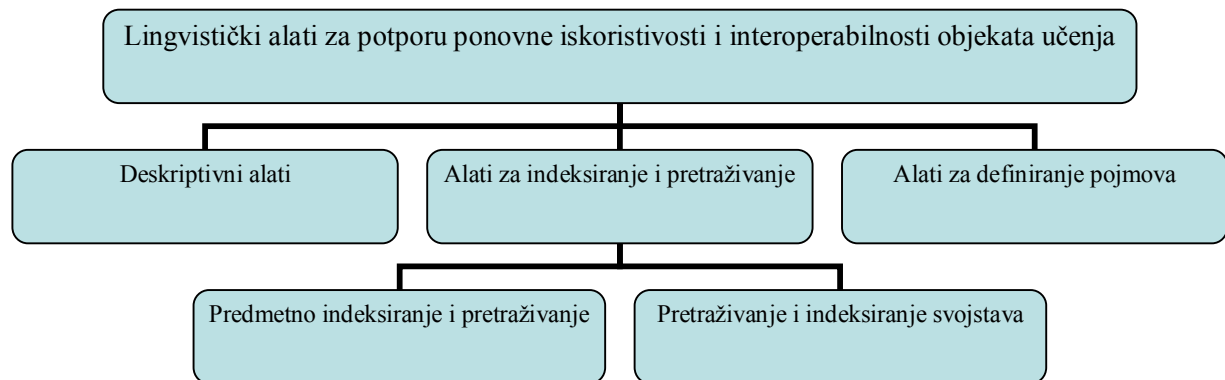 Lingvistički alati za potporu ponovne iskoristivosti i interoperabilnosti objekata učenja
Deskriptivni alati
Alati za indeksiranje i pretraživanje
Alati za definiranje pojmova
Predmetno indeksiranje i pretraživanje
Pretraživanje i indeksiranje svojstava